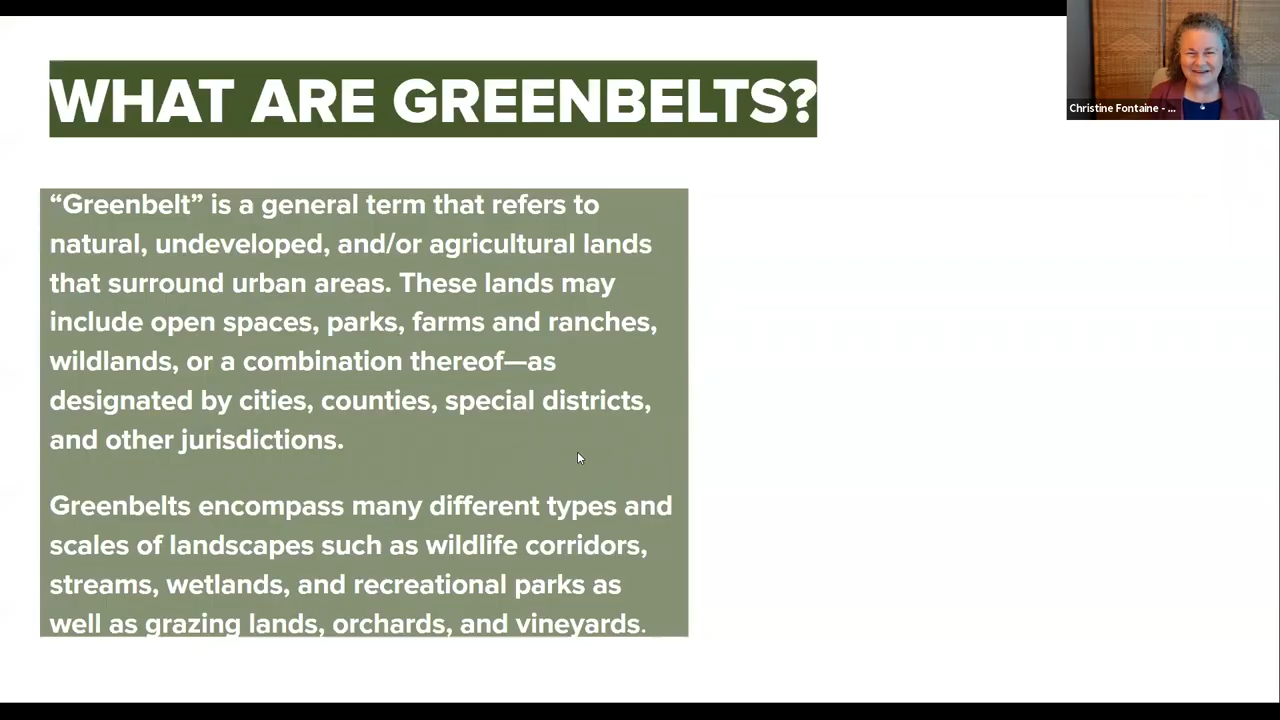 WHAT ARE GREENBELTS?
Christine Fontaine - ...
“Greenbelt” is a general term that refers to
natural, undeveloped, and/or agricultural lands
that surround urban areas. These lands may
include open spaces, parks, farms and ranches,
wildlands, or a combination thereof—as
designated by cities, counties, special districts,
and other jurisdictions.
Greenbelts encompass many different types and
scales of landscapes such as wildlife corridors,
streams, wetlands, and recreational parks as
well as grazing lands, orchards, and vineyards.